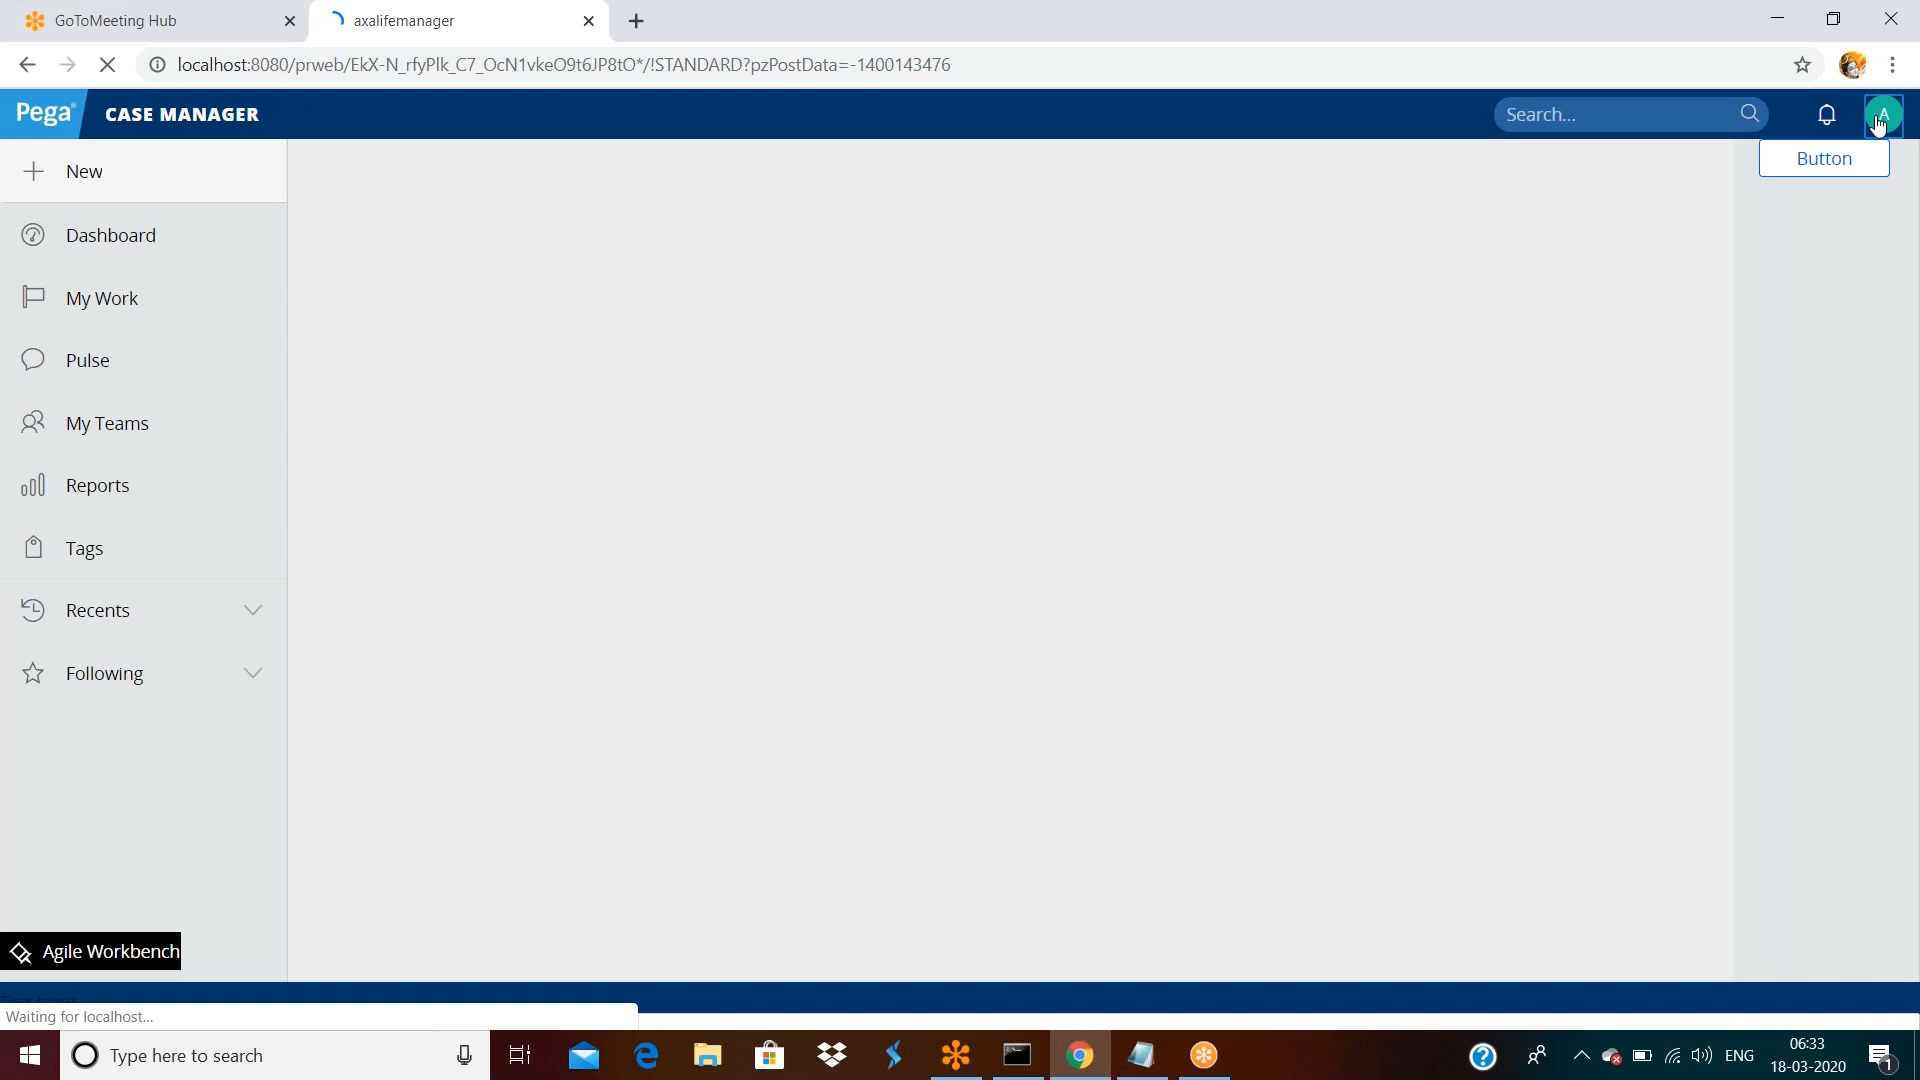 GoToMeeting Hub
axalifemanager
localhost:8080/prweb/EkX-N_rfyPlk_C7_OcN1vkeO9t6JP8tO*/!STANDARD?pzPostData=-1400143476
Pega
CASE MANAGER
Search...
A
Button
New
Dashboard
My Work
Pulse
My Teams
Reports
Tags
Recents
Following
Agile Workbench
Waiting for localhost...
Type here to search
ENG
06:33
18-03-2020
1